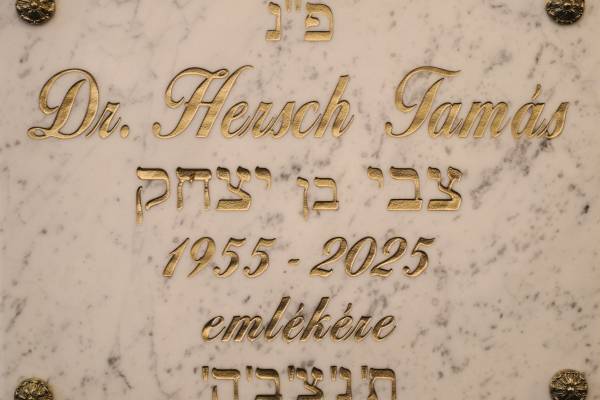 פ"נ
Dr. Hersch Tamás
צבי בן יצחק
1955 - 2025
emlékére
ת'נ'צ'ב'ה'